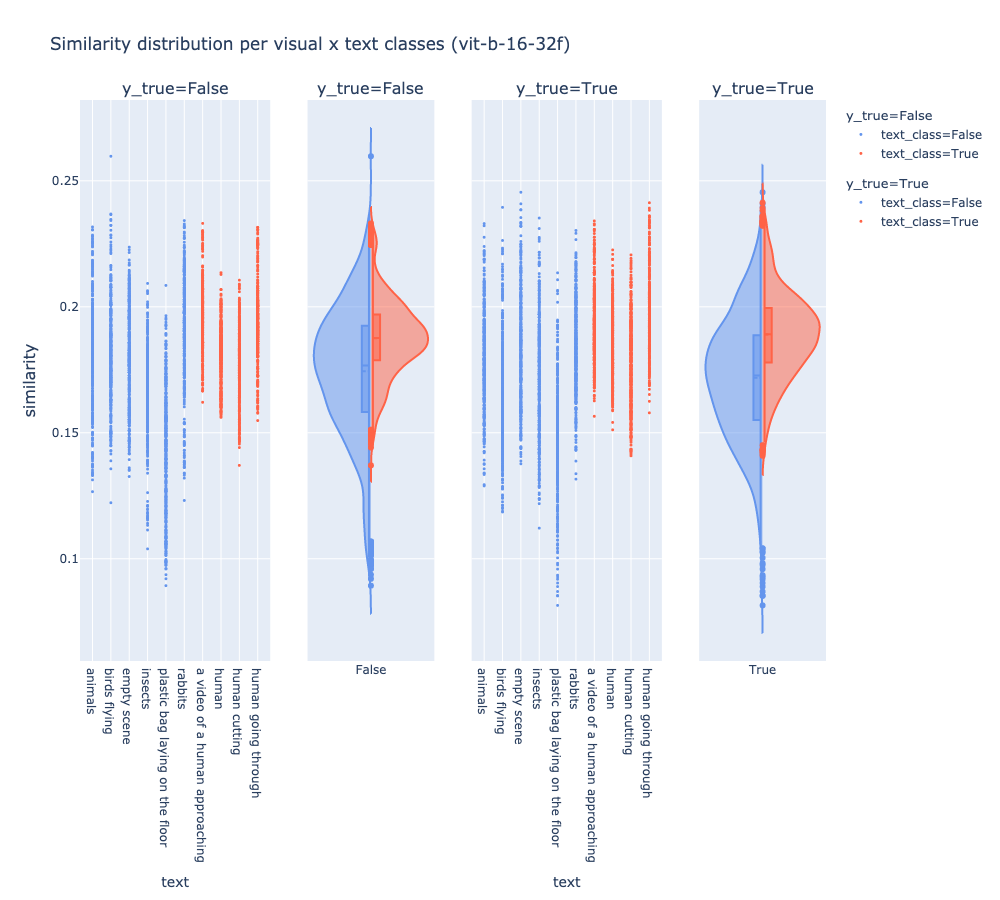 Similarity distribution per visual x text classes (vit-b-16-32f)
y_true=False
y_true=False
y_true=True
y_true=True
y_true=False
text_class=False
text_class=True
y_true=True
text_class=False
text_class=True
0.25
0.2
0.15
0.1
similarity
animals
birds flying
empty scene
insects
plastic bag laying on the floor
rabbits
a video of a human approaching
human
human cutting
human going through
False
animals
birds flying
empty scene
insects
plastic bag laying on the floor
rabbits
a video of a human approaching
human
human cutting
human going through
True
text
text